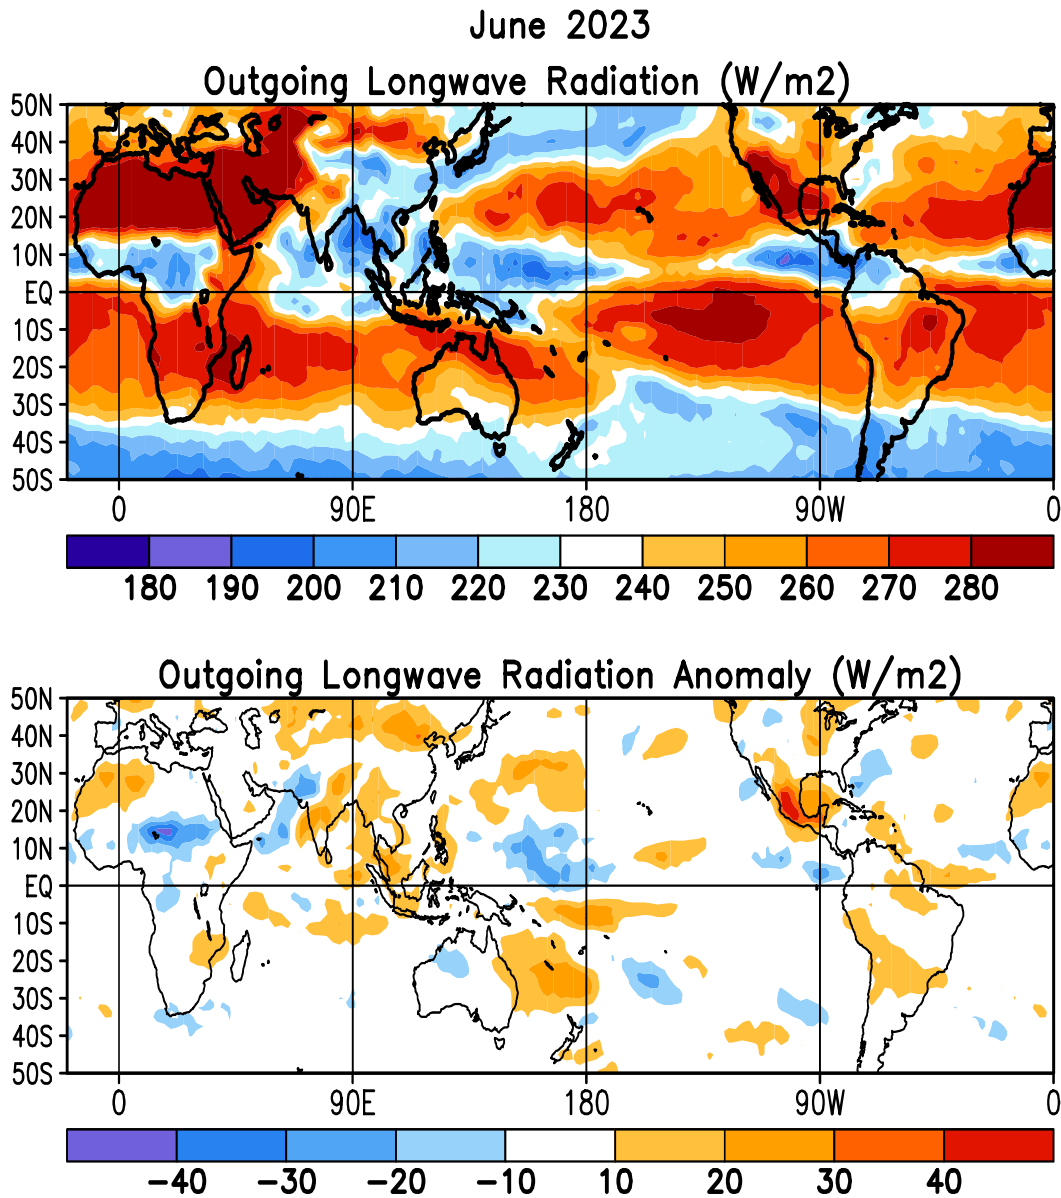 June 2023
Outgoing Longwave Radiation (W/m2)
50N
40N
30N
20N
10N
EQ
10S
20S
30S
40S
50S
0 90E 180 90W 0
180 190 200 210 220 230 240 250 260 270 280
Outgoing Longwave Radiation Anomaly (W/m2)
50N
40N
30N
20N
10N
EQ
10S
20S
30S
40S
50S
0 90E 180 90W 0
−40 −30 −20 −10 10 20 30 40